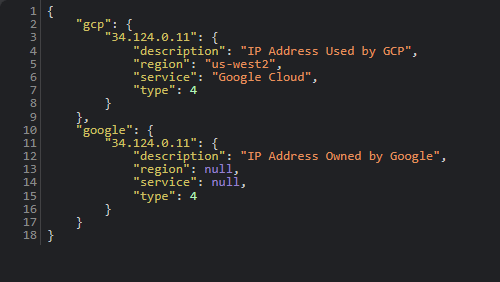 1 {
2     "gcp": {
3         "34.124.0.11": {
4             "description": "IP Address Used by GCP",
5             "region": "us-west2",
6             "service": "Google Cloud",
7             "type": 4
8         }
9     },
10     "google": {
11         "34.124.0.11": {
12             "description": "IP Address Owned by Google",
13             "region": null,
14             "service": null,
15             "type": 4
16         }
17     }
18 }